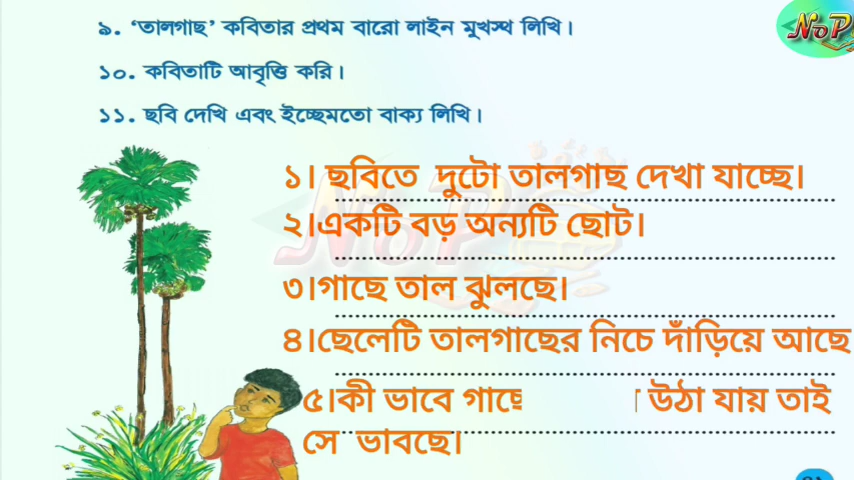 NoP
৯. ‘তালগাছ’ কবিতার প্রথম বারো লাইন মুখস্থ লিখি।
১০. কবিতাটি আবৃত্তি করি।
১১. ছবি দেখি এবং ইচ্ছেমতো বাক্য লিখি।
১। ছবিতে দুটো তালগাছ দেখা যাচ্ছে।
২।একটি বড় অন্যটি ছোট।
৩।গাছে তাল ঝুলছে।
৪।ছেলেটি তালগাছের নিচে দাঁড়িয়ে আছে
৫।কী ভাবে উঠা যায় তাই
সে ভাবছে।